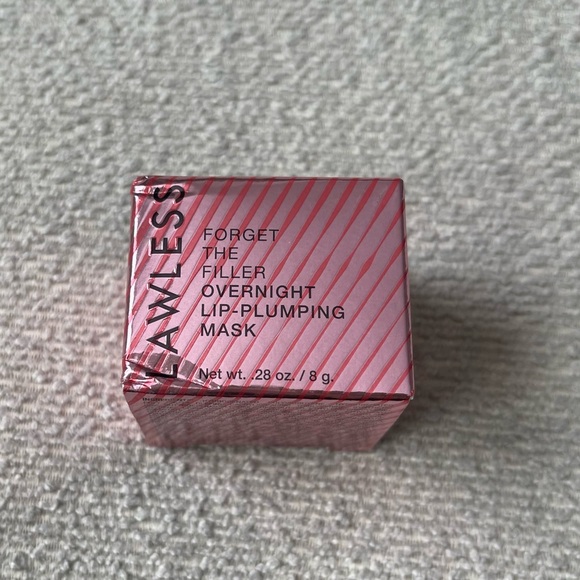 LAWLESS
FORGET
THE
FILLER
OVERNIGHT
LIP-PLUMPING
MASK
Net wt. .28 oz. / 8 g.